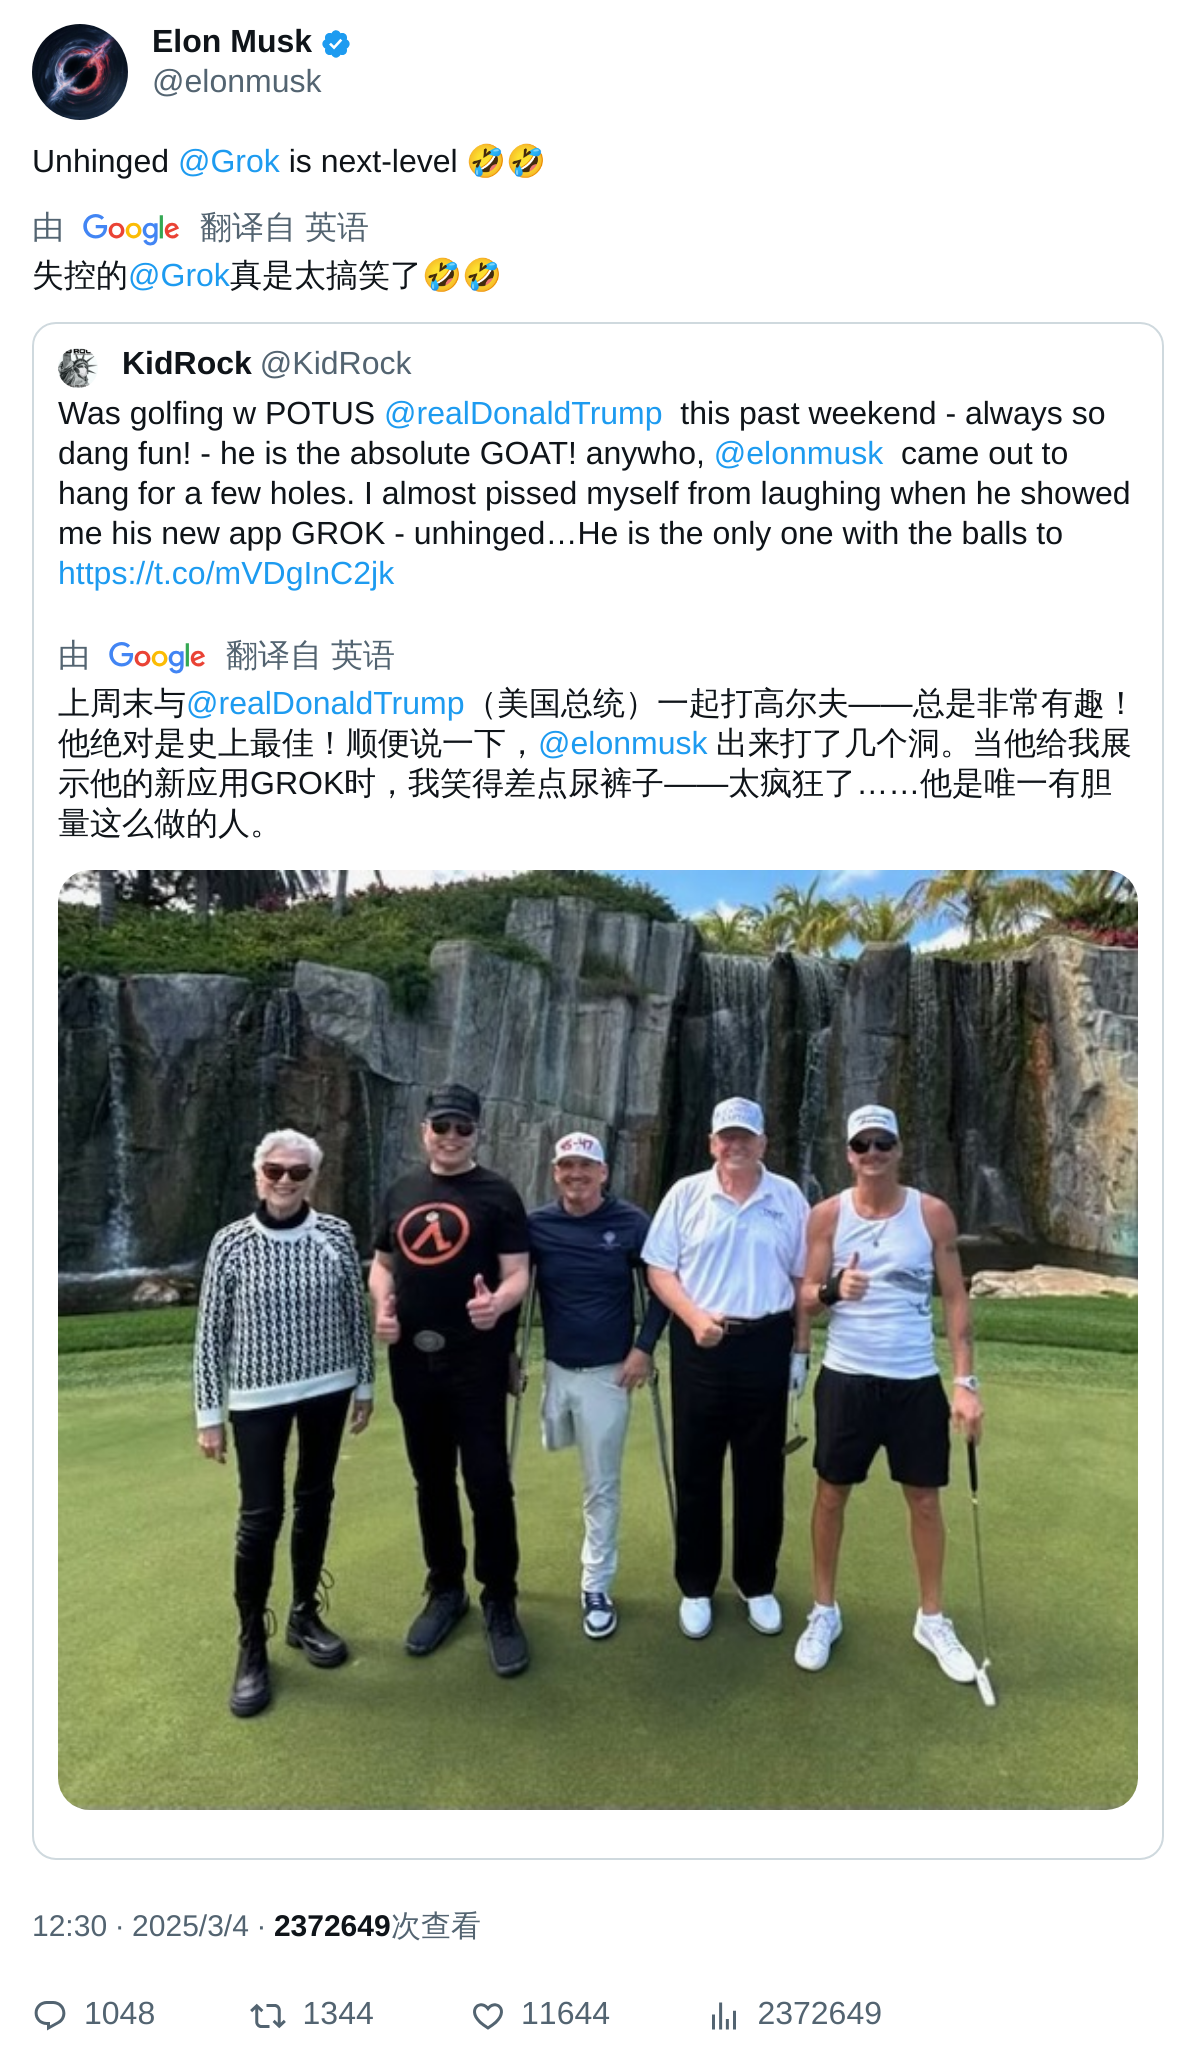 Elon Musk
@elonmusk
Unhinged @Grok is next-level 🤣🤣
由 Google 翻译自 英语
失控的@Grok真是太搞笑了🤣🤣
KidRock @KidRock
Was golfing w POTUS @realDonaldTrump this past weekend - always so
dang fun! - he is the absolute GOAT! anywho, @elonmusk came out to
hang for a few holes. I almost pissed myself from laughing when he showed
me his new app GROK - unhinged…He is the only one with the balls to
https://t.co/mVDgInC2jk
由 Google 翻译自 英语
上周末与@realDonaldTrump（美国总统）一起打高尔夫——总是非常有趣！
他绝对是史上最佳！顺便说一下，@elonmusk 出来打了几个洞。当他给我展
示他的新应用GROK时，我笑得差点尿裤子——太疯狂了……他是唯一有胆
量这么做的人。
45-47
12:30 · 2025/3/4 · 2372649次查看
1048 1344 11644 2372649